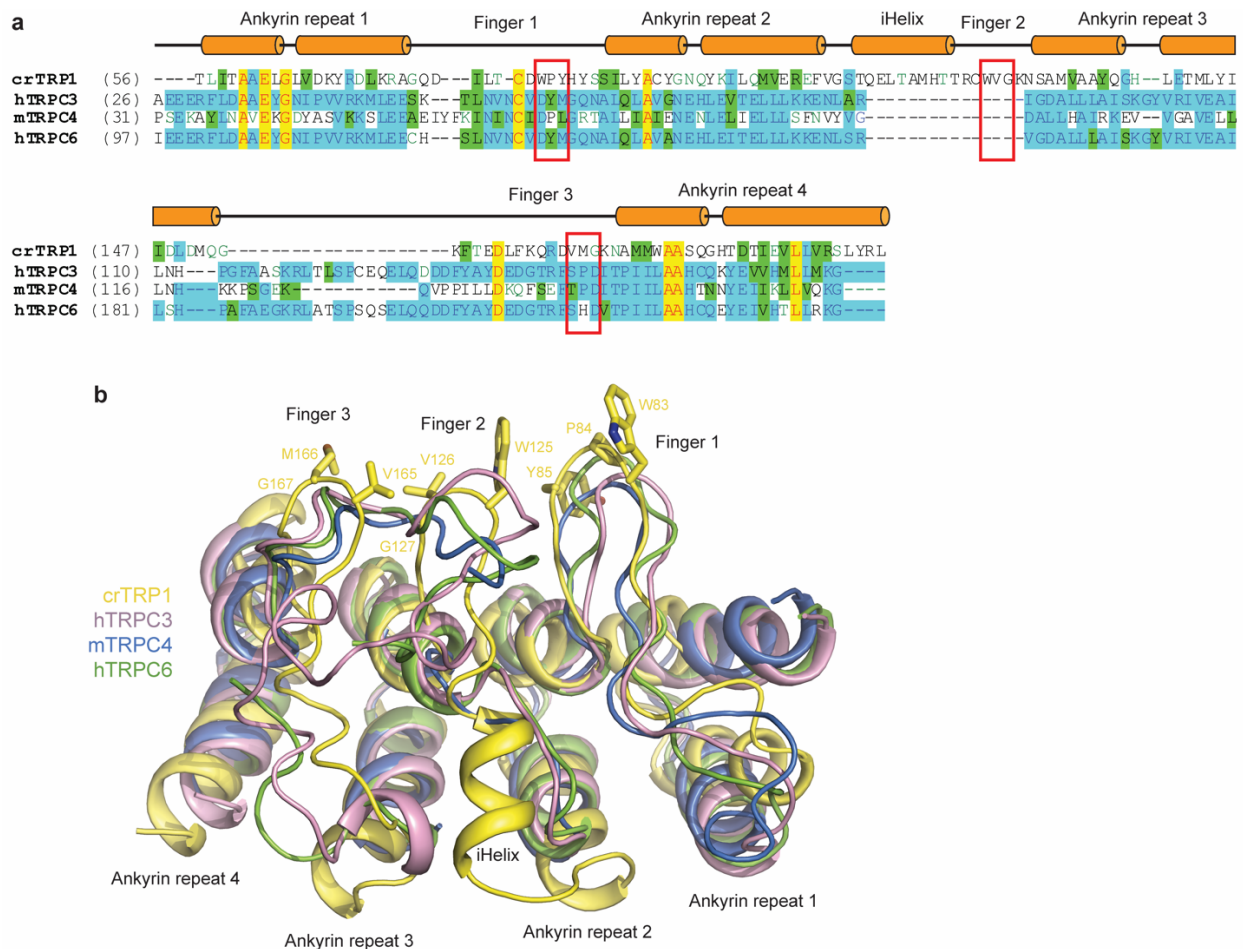 a
Ankyrin repeat 1 Finger 1 Ankyrin repeat 2 iHelix Finger 2 Ankyrin repeat 3
crTRP1 (56) ----TLITAAELGLVDKYRDLKRAGQD---ILT-CDWPYHYSSILYACYGNQYKILQMVEREFVGSTQELTAMHTTRCWVGKNSAMVAAYQGH--LETMLYI
hTRPC3 (26) AEEERFLDAAEYGNIPVVRKMLEESK---TLNVNCVDYMGQNALQLAVGNEHLEVTELLLKKENLAR--------------IGDALLLAISKGYVRIVEAI
mTRPC4 (31) PSEKAYLNAVEKGDYASVKKSLEEAEIYFKININCIDPLGRTALLIAIENENLELIELLLSFNVYVG----------------DALLHAIRKEV--VGAVELL
hTRPC6 (97) IEEERFLDAAEYGNIPVVRKMLEECH---SLNVNCVDYMGQNALQLAVANEHLEITELLLKKENLSR--------------VGDALLLAISKGYVRIVEAI
Finger 3 Ankyrin repeat 4
crTRP1 (147) IDLDMQG---------------------KFTEDLFKQRDVMGKNAMMWAASQGHTDTIEVLIVRSLYRL
hTRPC3 (110) LNH---PGFAASKRLTLSPCEQELQDDDFYAYDEDGTRFSPDITPIILAAHCQKYEVVHMLLMKG----
mTRPC4 (116) LNH---KKPSGEK------------QVPPILLDKQFSEFTPDITPIILAAHTNNYEIIKLLVQKG----
hTRPC6 (181) LSH---PAFAEGKRLATSPSQSELQQDDFYAYDEDGTRFSHDVTPIILAAHCQEYEIVHTLLRKG----
b
Finger 3 Finger 2 W83
P84 Finger 1
M166 V165 V126 W125
G167 Y85
G127
crTRP1
hTRPC3
mTRPC4
hTRPC6
iHelix
Ankyrin repeat 4 Ankyrin repeat 1
Ankyrin repeat 3 Ankyrin repeat 2